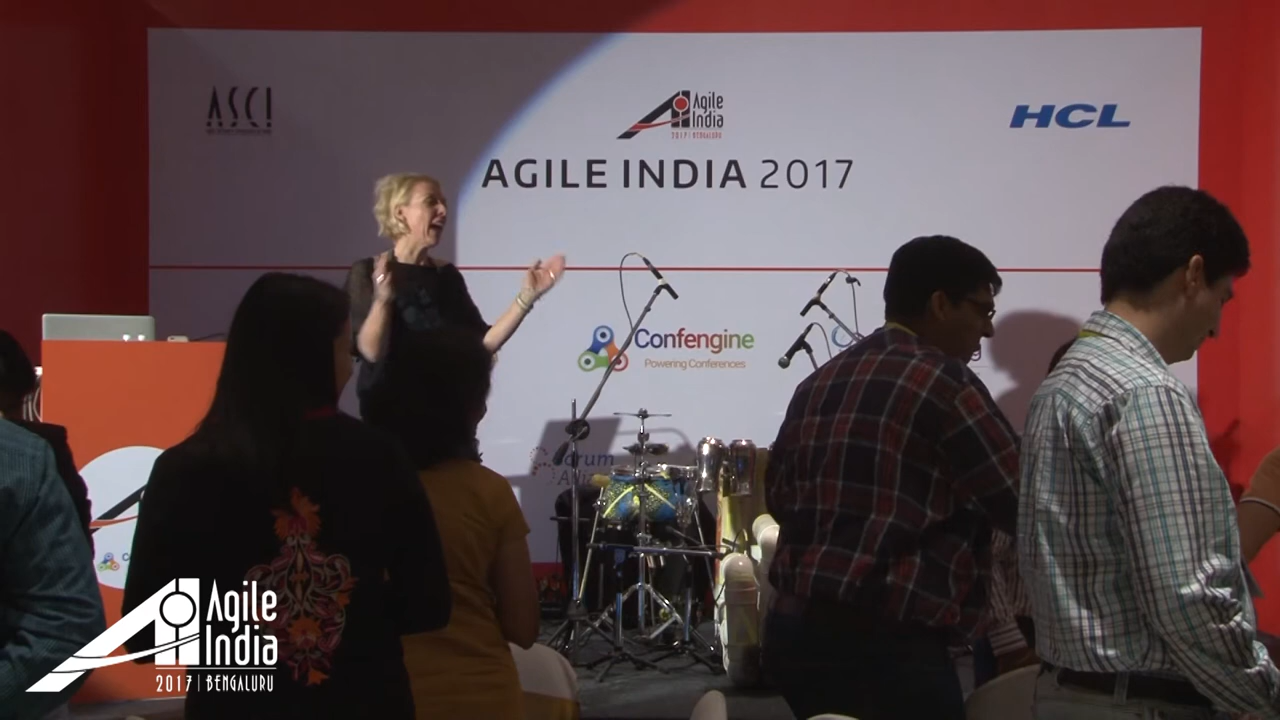 ASCI
Agile
India
2017 | BENGALURU
HCL
AGILE INDIA 2017
Confengine
Powering Conferences
Agile
India
2017 | BENGALURU